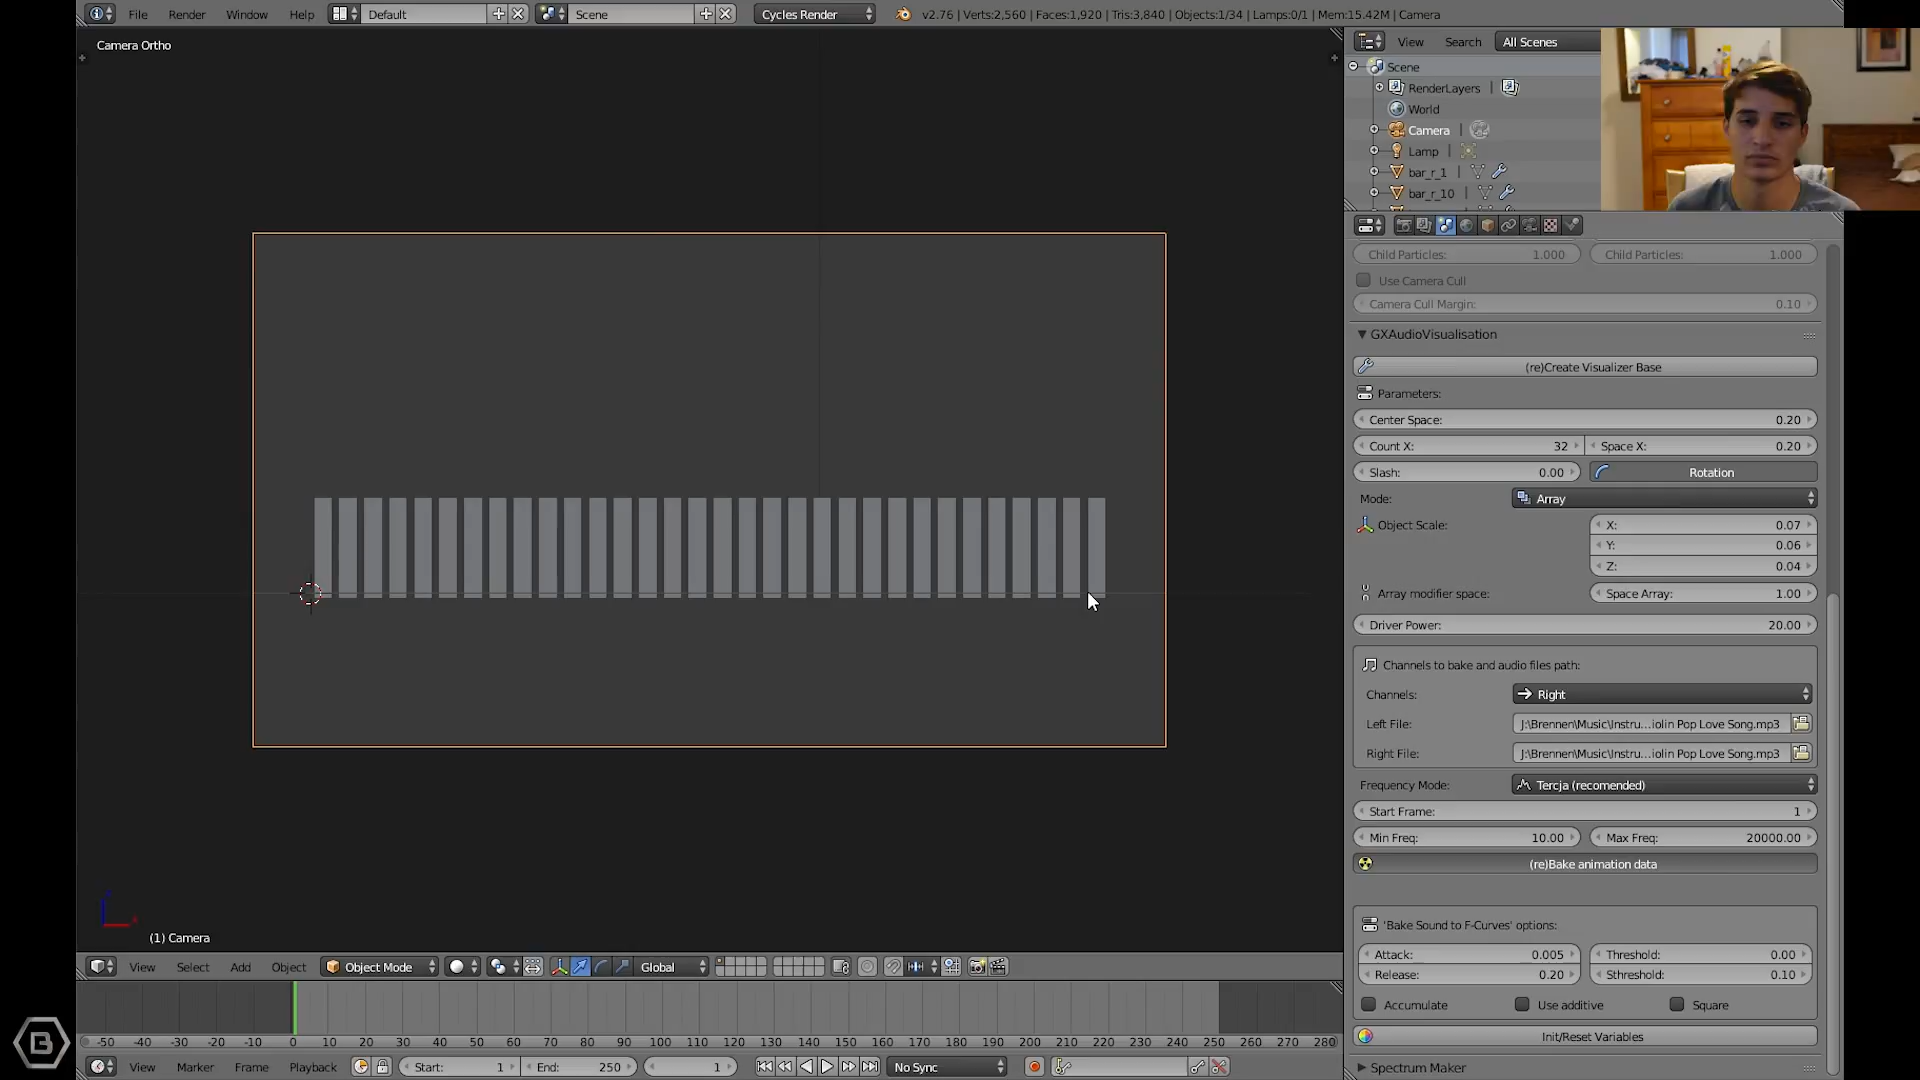 File Render Window Help Default Scene Cycles Render v2.76 | Verts:2,560 | Faces:1,920 | Tris:3,840 | Objects:1/34 | Lamps:0/1 | Mem:15.42M | Camera
Camera Ortho
View Search All Scenes
Scene
RenderLayers
World
Camera
Lamp
bar_r_1
bar_r_10
Child Particles: 1.000 Child Particles: 1.000
Use Camera Cull
Camera Cull Margin: 0.10
GXAudioVisualisation
(re)Create Visualizer Base
Parameters:
Center Space: 0.20
Count X: 32 Space X: 0.20
Slash: 0.00 Rotation
Mode: Array
Object Scale: X: 0.07
Y: 0.06
Z: 0.04
Array modifier space: Space Array: 1.00
Driver Power: 20.00
Channels to bake and audio files path:
Channels: Right
Left File: J:\Brennen\Music\Instru...iolin Pop Love Song.mp3
Right File: J:\Brennen\Music\Instru...iolin Pop Love Song.mp3
Frequency Mode: Tercja (recomended)
Start Frame: 1
Min Freq: 10.00 Max Freq: 20000.00
(re)Bake animation data
'Bake Sound to F-Curves' options:
Attack: 0.005 Threshold: 0.00
Release: 0.20 Sthreshold: 0.10
Accumulate Use additive Square
Init/Reset Variables
Spectrum Maker
(1) Camera
View Select Add Object Object Mode Global
-50 -40 -30 -20 -10 0 10 20 30 40 50 60 70 80 90 100 110 120 130 140 150 160 170 180 190 200 210 220 230 240 250 260 270 280
View Marker Frame Playback Start: 1 End: 250 1 No Sync